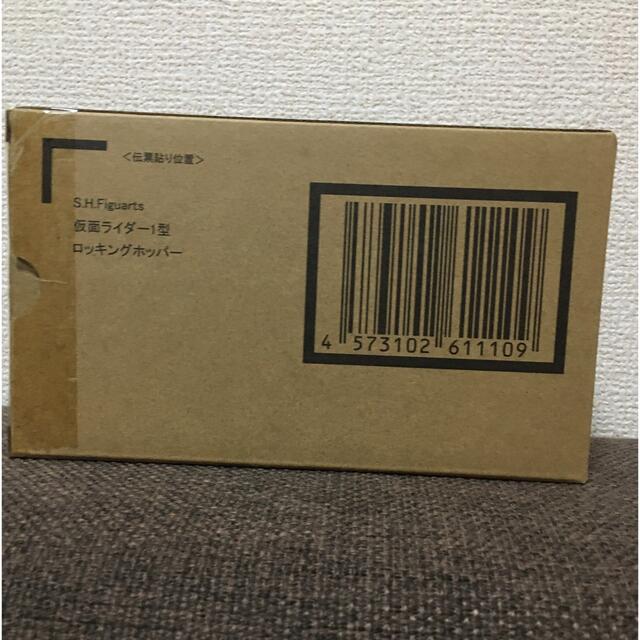 <伝票貼り位置>
S.H.Figuarts
仮面ライダー1型
ロッキングホッパー
4 573102 611109